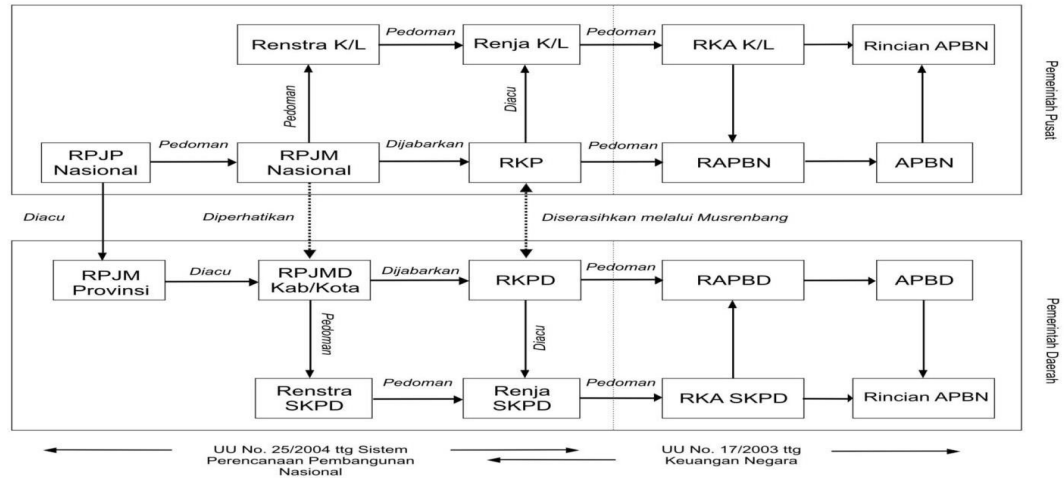 Renstra K/L
Pedoman
Renja K/L
Pedoman
RKA K/L
Rincian APBN
Pedoman
Diacu
RPJP
Nasional
Pedoman
RPJM
Nasional
Dijabarkan
RKP
Pedoman
RAPBN
APBN
Pemerintah Pusat
Diacu
Diperhatikan
Diserasihkan melalui Musrenbang
RPJM
Provinsi
Diacu
RPJMD
Kab/Kota
Dijabarkan
RKPD
Pedoman
RAPBD
APBD
Pedoman
Diacu
Renstra
SKPD
Pedoman
Renja
SKPD
Pedoman
RKA SKPD
Rincian APBN
Pemerintah Daerah
UU No. 25/2004 ttg Sistem
Perencanaan Pembangunan
Nasional
UU No. 17/2003 ttg
Keuangan Negara